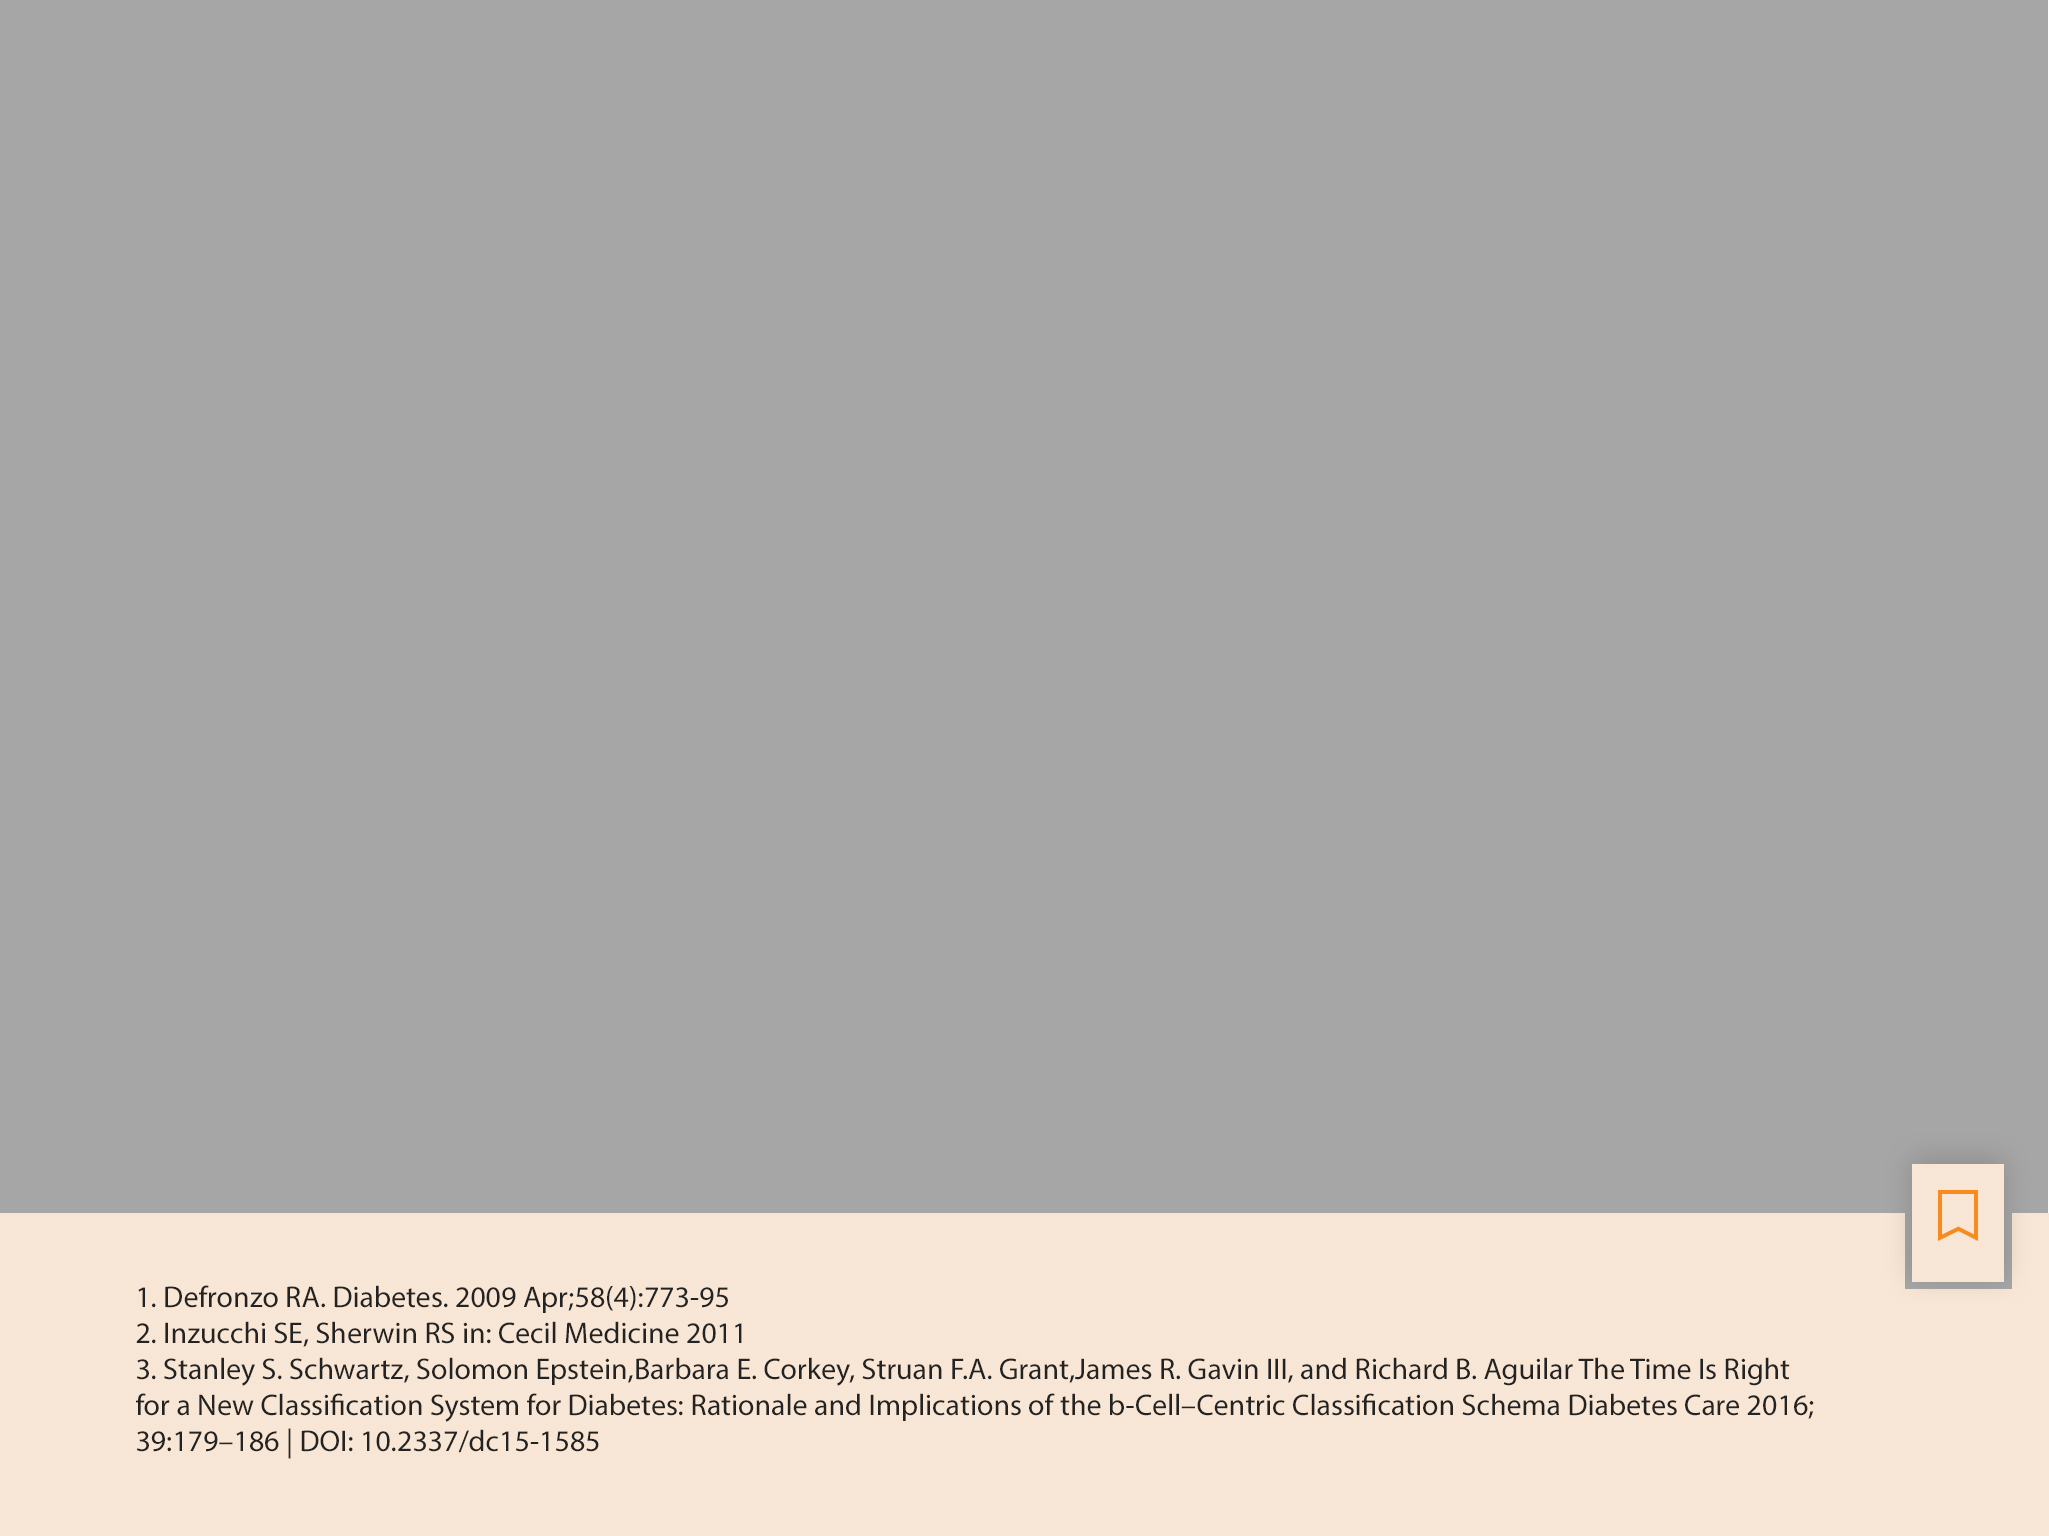 1. Defronzo RA. Diabetes. 2009 Apr;58(4):773-95
2. Inzucchi SE, Sherwin RS in: Cecil Medicine 2011
3. Stanley S. Schwartz, Solomon Epstein,Barbara E. Corkey, Struan F.A. Grant,James R. Gavin III, and Richard B. Aguilar The Time Is Right
for a New Classification System for Diabetes: Rationale and Implications of the b-Cell–Centric Classification Schema Diabetes Care 2016;
39:179–186 | DOI: 10.2337/dc15-1585